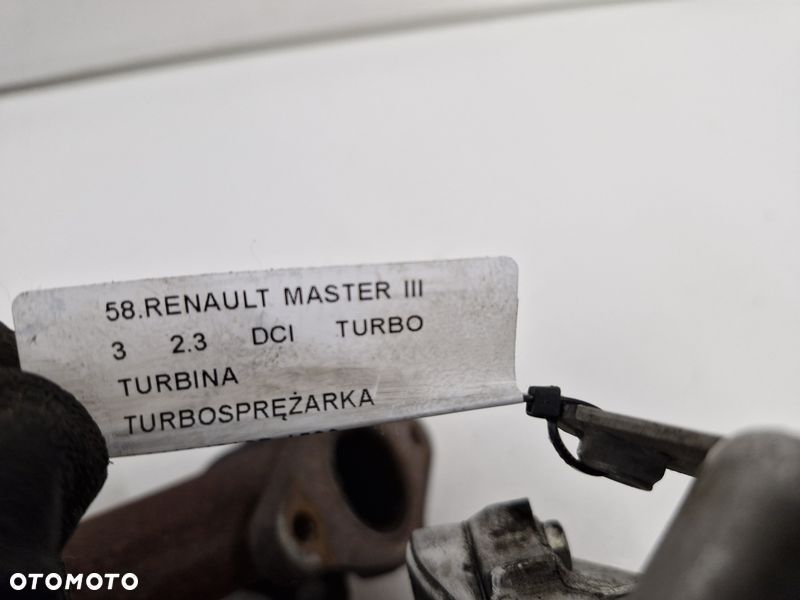 58.RENAULT MASTER III
3 2.3 DCI TURBO
TURBINA
TURBOSPRĘŻARKA
OTOMOTO